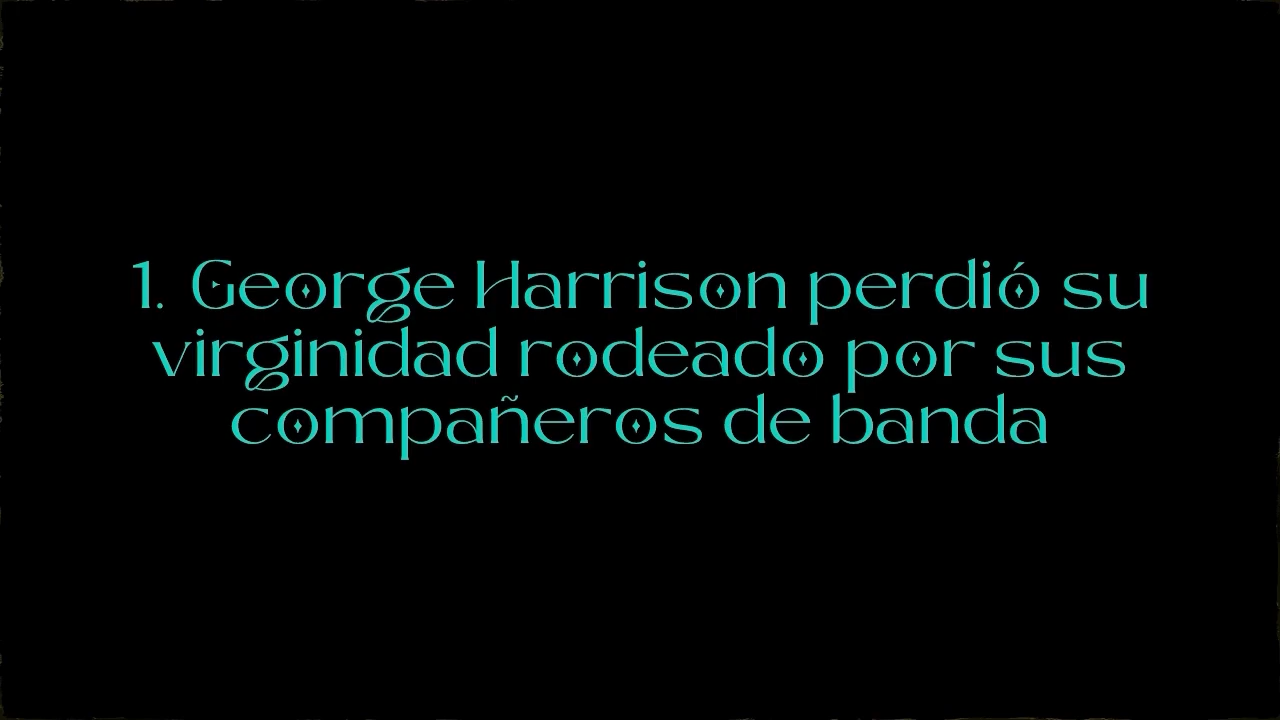 1. George Harrison perdió su
virginidad rodeado por sus
compañeros de banda